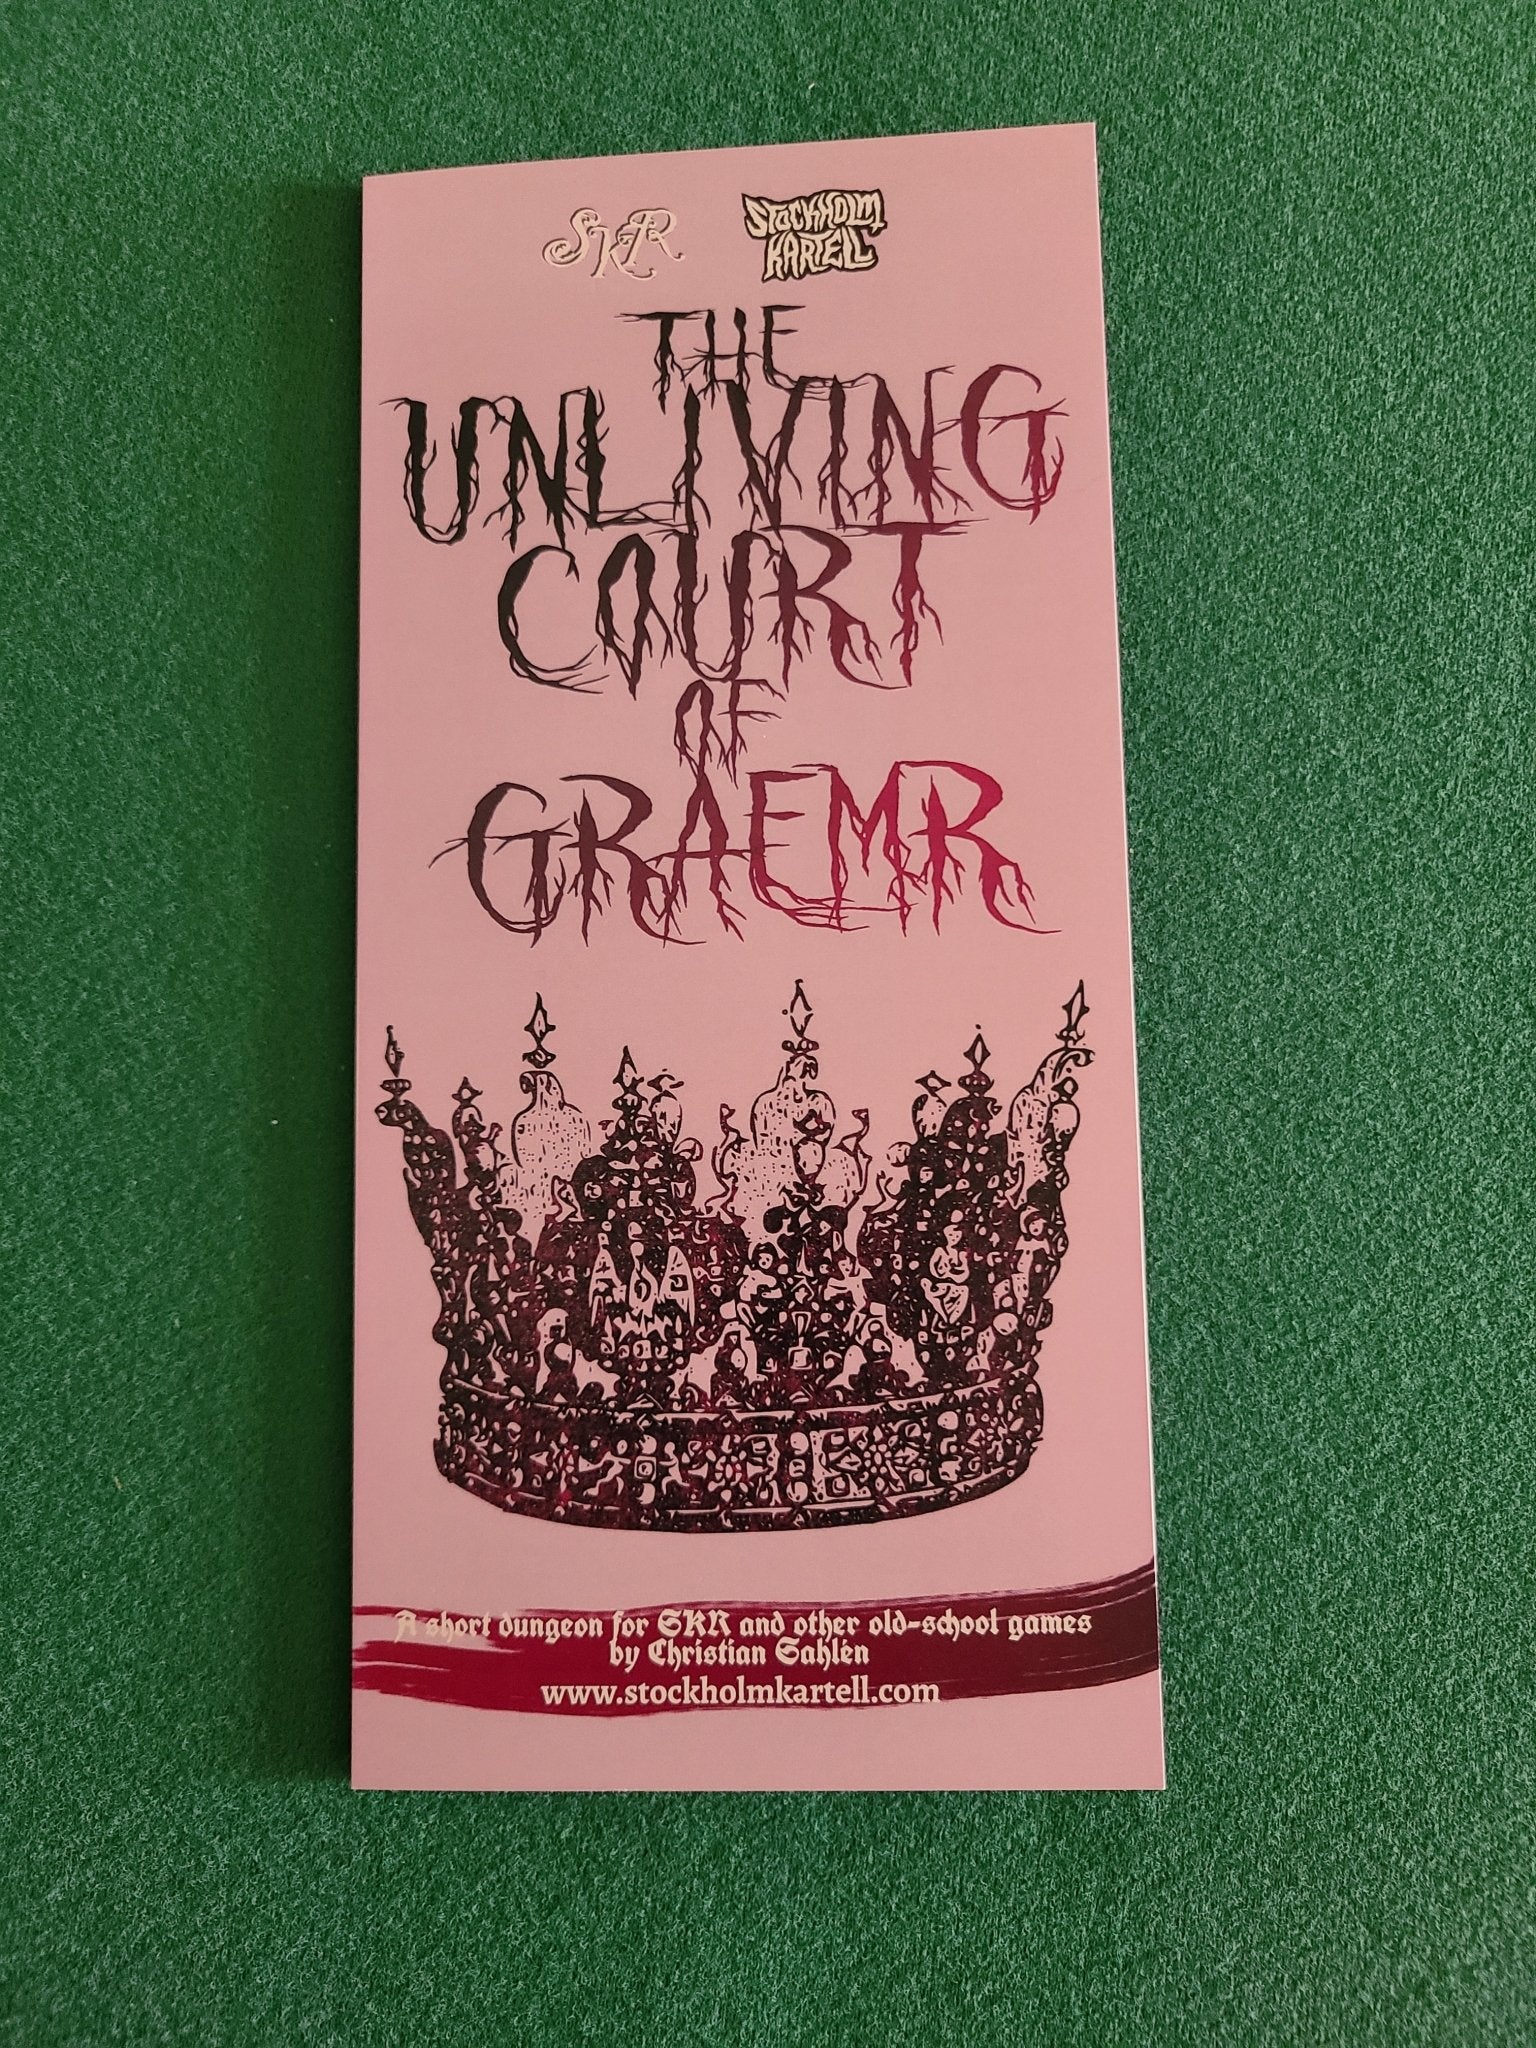 SKR
STOCKHOLM
KARTELL
THE
UNLIVING
COURT
OF
GRAEMR
A short dungeon for SKR and other old-school games
by Christian Sahlén
www.stockholmkartell.com